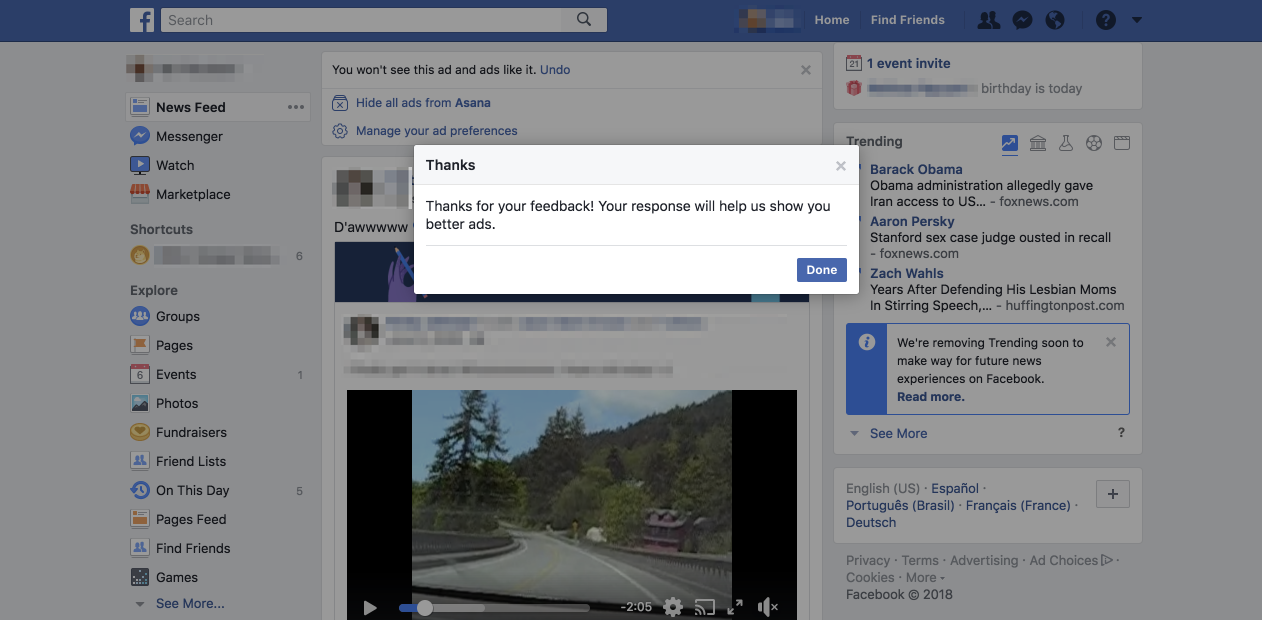 f
Search
Home
Find Friends
?
News Feed
Messenger
Watch
Marketplace
Shortcuts
6
Explore
Groups
Pages
6 Events 1
Photos
Fundraisers
Friend Lists
On This Day 5
Pages Feed
Find Friends
Games
See More...
You won't see this ad and ads like it. Undo
Hide all ads from Asana
Manage your ad preferences
Thanks
Thanks for your feedback! Your response will help us show you
better ads.
Done
D'awwwww
-2:05
21 1 event invite
birthday is today
Trending
Barack Obama
Obama administration allegedly gave
Iran access to US... - foxnews.com
Aaron Persky
Stanford sex case judge ousted in recall
- foxnews.com
Zach Wahls
Years After Defending His Lesbian Moms
In Stirring Speech,... - huffingtonpost.com
i
We're removing Trending soon to
make way for future news
experiences on Facebook.
Read more.
See More
?
English (US) · Español ·
Português (Brasil) · Français (France) ·
Deutsch
Privacy · Terms · Advertising · Ad Choices ·
Cookies · More
Facebook © 2018